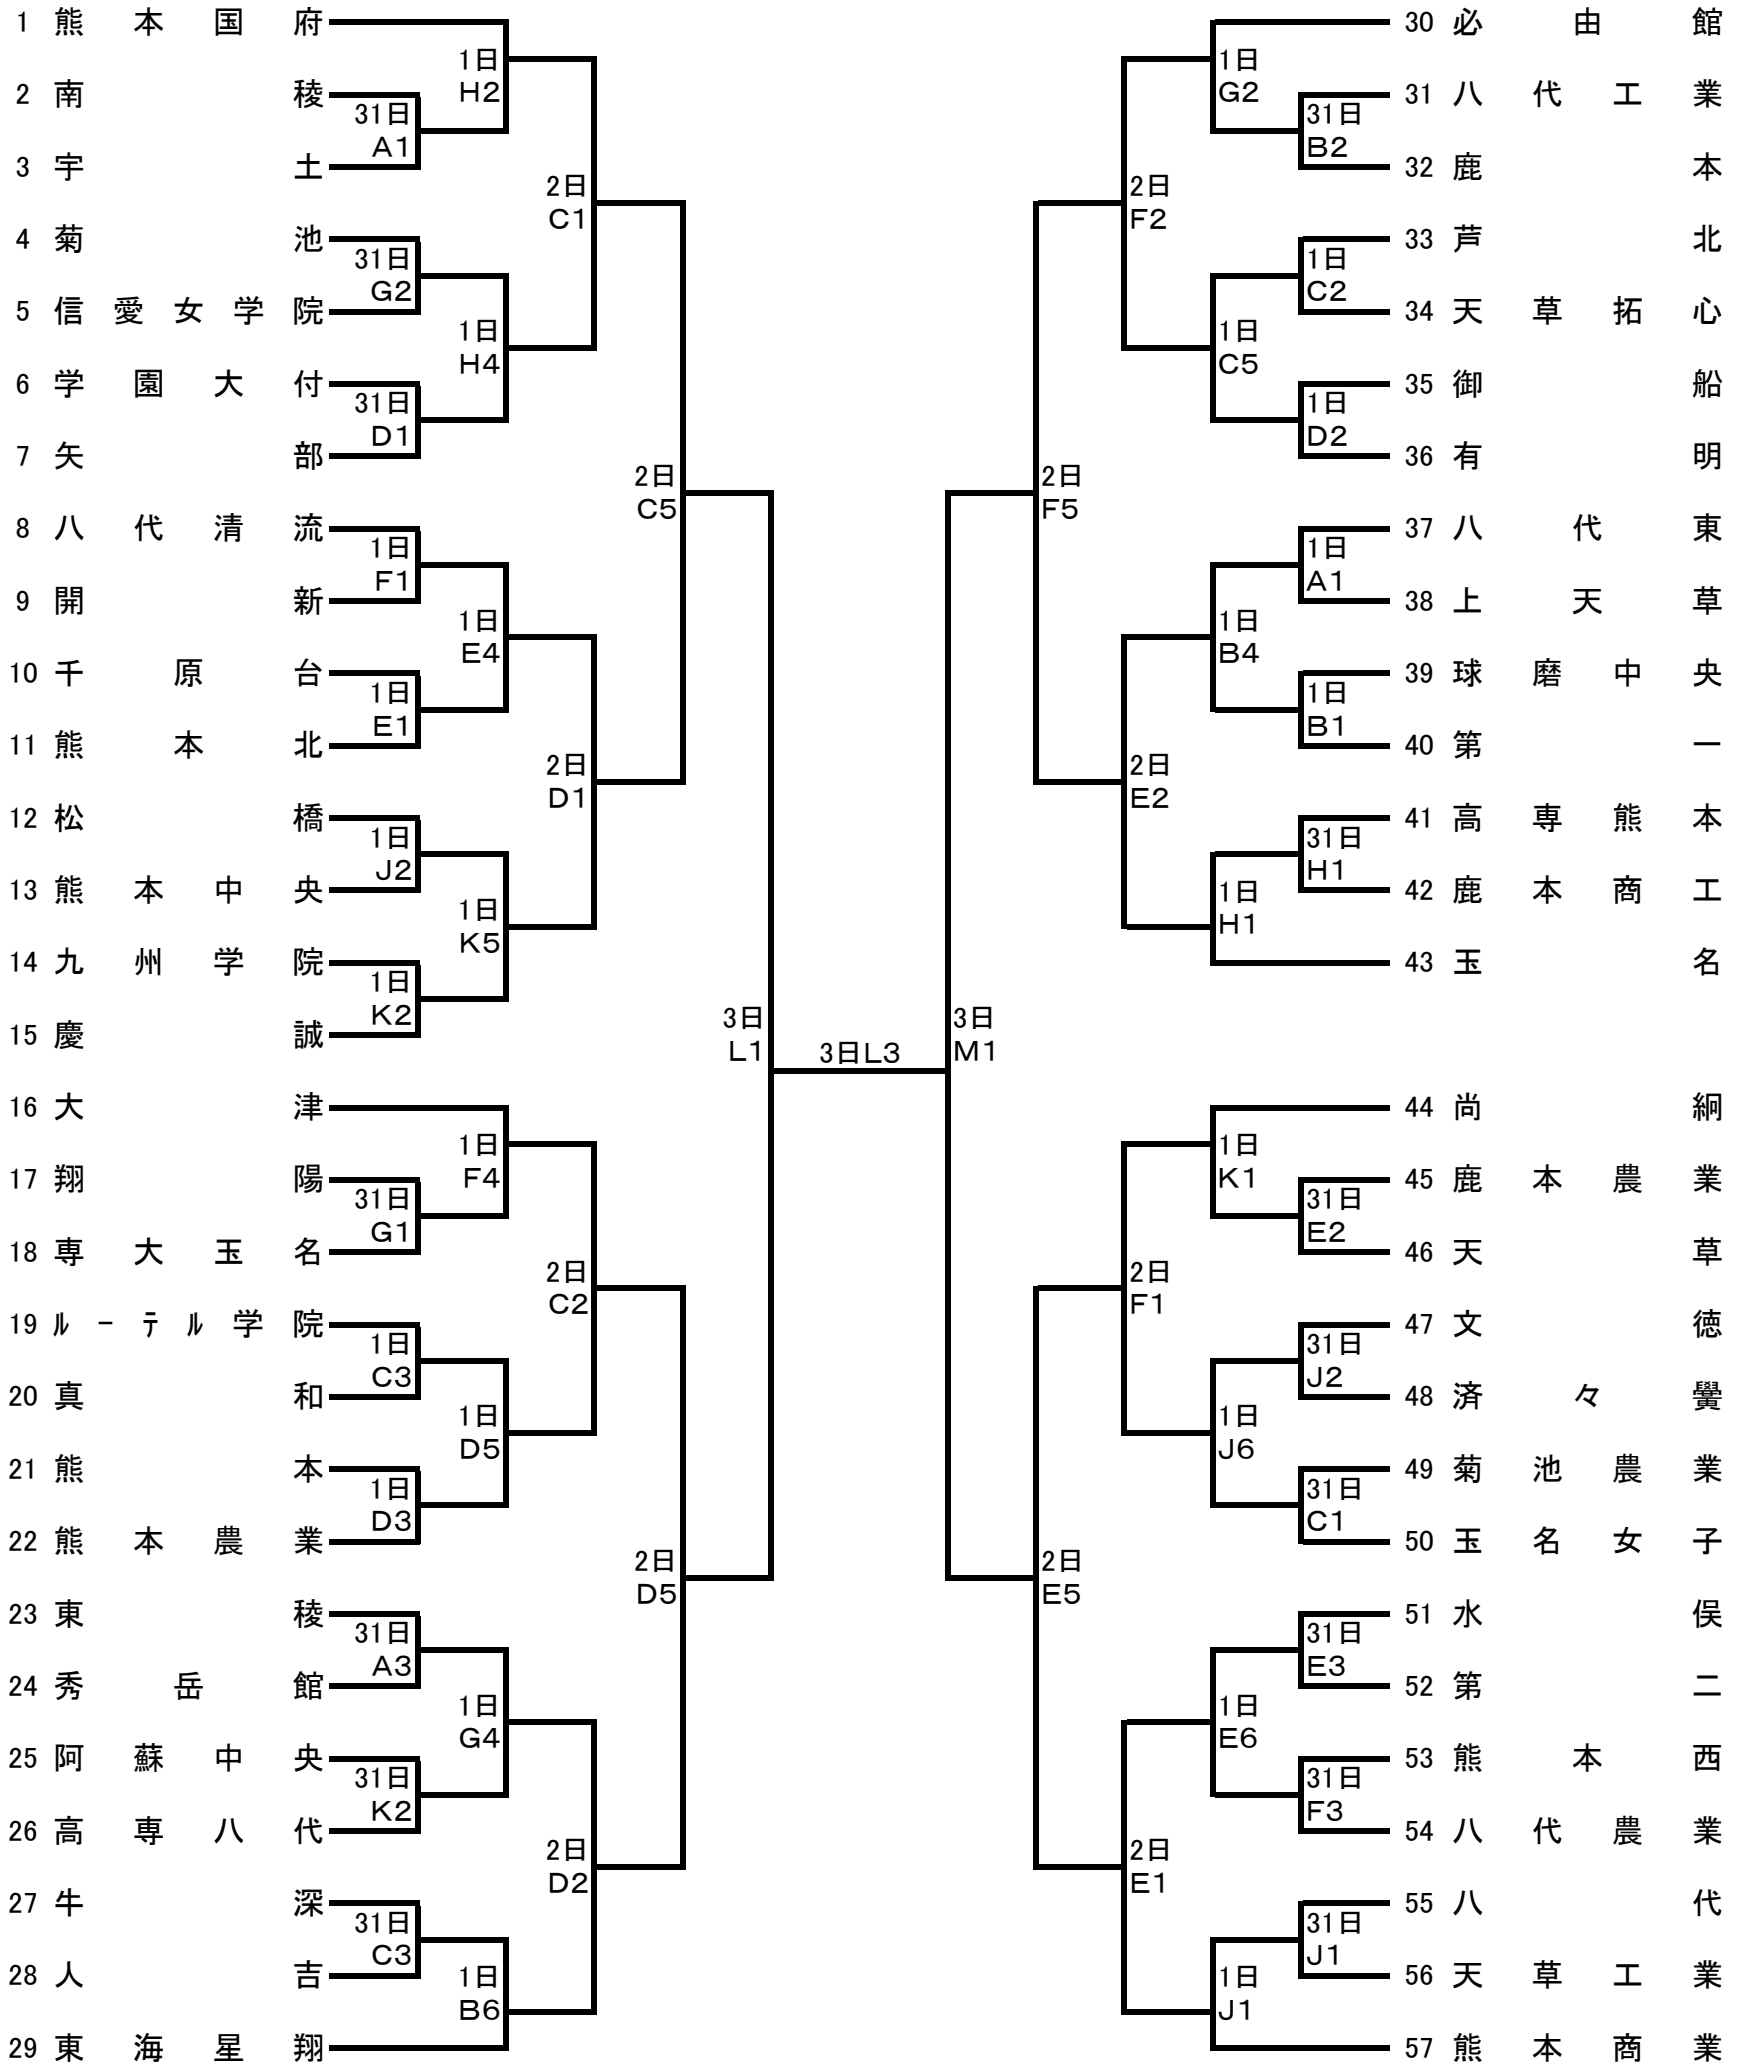 1 熊本国府
2 南稜
3 宇土
4 菊池
5 信愛女学院
6 学園大付
7 矢部
8 八代清流
9 開新
10 千原台
11 熊本北
12 松橋
13 熊本中央
14 九州学院
15 慶誠
16 大津
17 翔陽
18 専大玉名
19 ﾙｰﾃﾙ学院
20 真和
21 熊本
22 熊本農業
23 東稜
24 秀岳館
25 阿蘇中央
26 高専八代
27 牛深
28 人吉
29 東海星翔
31日
A1
31日
G2
31日
D1
1日
F1
1日
E1
1日
J2
1日
K2
31日
G1
1日
C3
1日
D3
31日
A3
31日
K2
31日
C3
1日
H2
1日
H4
1日
E4
1日
K5
1日
F4
1日
D5
1日
G4
1日
B6
2日
C1
2日
D1
2日
C2
2日
D2
2日
C5
2日
D5
3日
L1
3日L3
3日
M1
2日
F5
2日
E5
2日
F2
2日
E2
2日
F1
2日
E1
1日
G2
1日
C5
1日
B4
1日
H1
1日
K1
1日
J6
1日
E6
1日
J1
31日
B2
1日
C2
1日
D2
1日
A1
1日
B1
31日
H1
31日
E2
31日
J2
31日
C1
31日
E3
31日
F3
31日
J1
30 必由館
31 八代工業
32 鹿本
33 芦北
34 天草拓心
35 御船
36 有明
37 八代東
38 上天草
39 球磨中央
40 第一
41 高専熊本
42 鹿本商工
43 玉名
44 尚絅
45 鹿本農業
46 天草
47 文徳
48 済々黌
49 菊池農業
50 玉名女子
51 水俣
52 第二
53 熊本西
54 八代農業
55 八代
56 天草工業
57 熊本商業